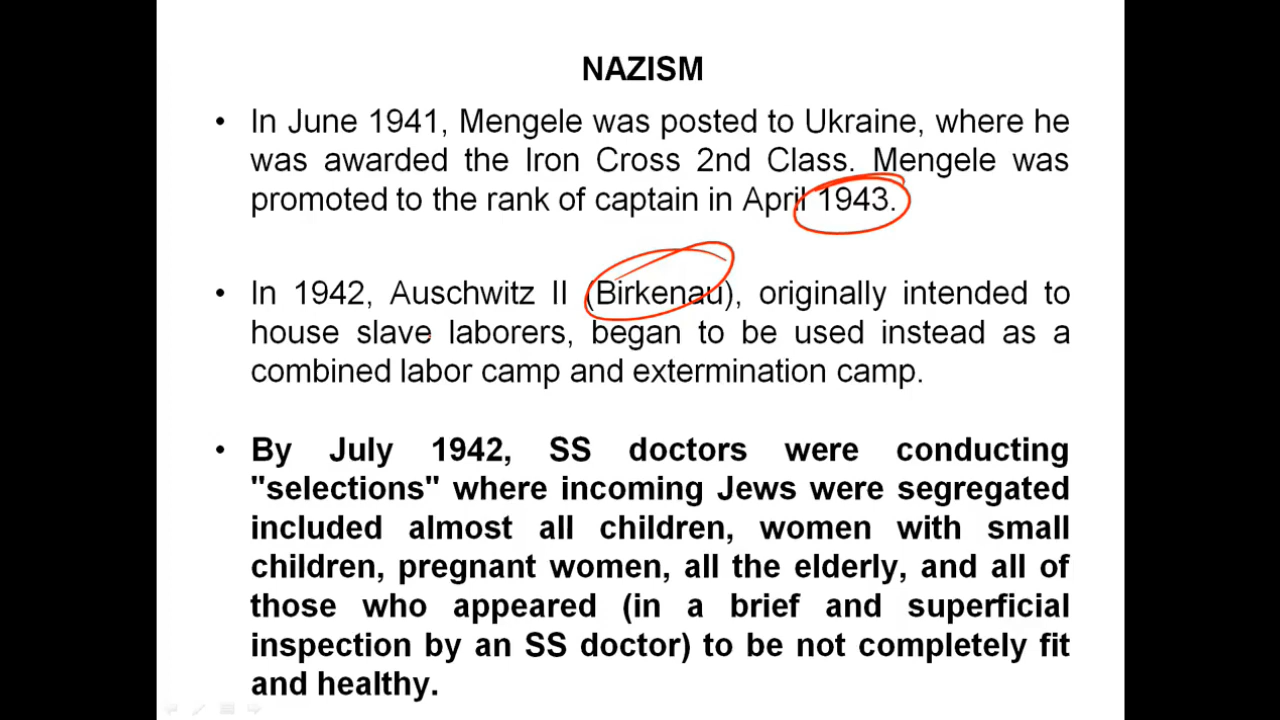 NAZISM
• In June 1941, Mengele was posted to Ukraine, where he
was awarded the Iron Cross 2nd Class. Mengele was
promoted to the rank of captain in April 1943.
• In 1942, Auschwitz II (Birkenau), originally intended to
house slave laborers, began to be used instead as a
combined labor camp and extermination camp.
• By July 1942, SS doctors were conducting
"selections" where incoming Jews were segregated
included almost all children, women with small
children, pregnant women, all the elderly, and all of
those who appeared (in a brief and superficial
inspection by an SS doctor) to be not completely fit
and healthy.